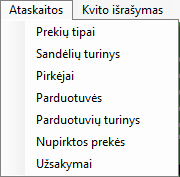 Ataskaitos Kvito išrašymas
Prekių tipai
Sandėlių turinys
Pirkėjai
Parduotuvės
Parduotuvių turinys
Nupirktos prekės
Užsakymai